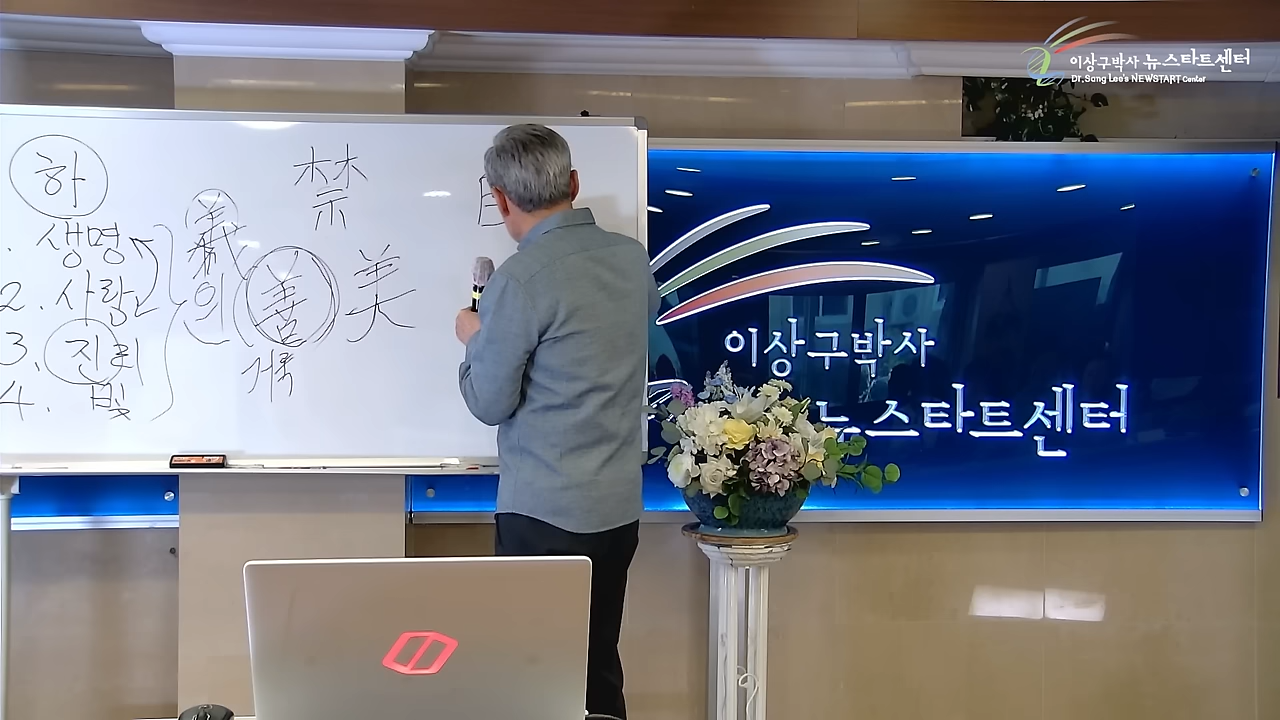 이상구박사 뉴스타트센터
Dr.Sang Lee's NEWSTART Center
하
생명
2. 사랑
3. 진리
4. 빛
義
의
善
美
禁
이상구박사
뉴스타트센터